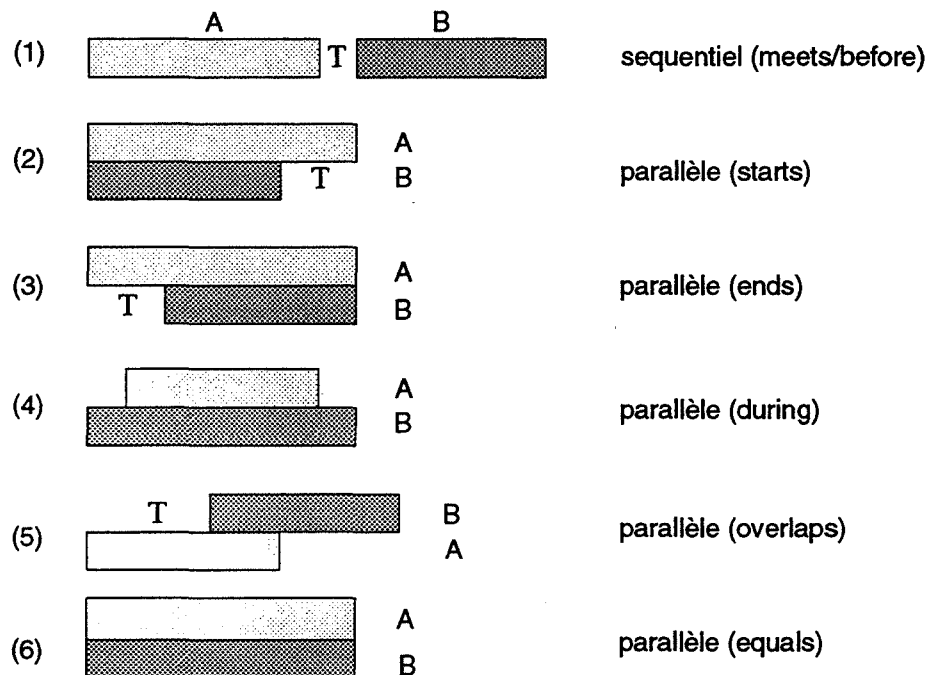 A B
(1) T sequentiel (meets/before)
A
(2) T B parallèle (starts)
A
(3) T B parallèle (ends)
A
(4) B parallèle (during)
T B
(5) A parallèle (overlaps)
A
(6) B parallèle (equals)